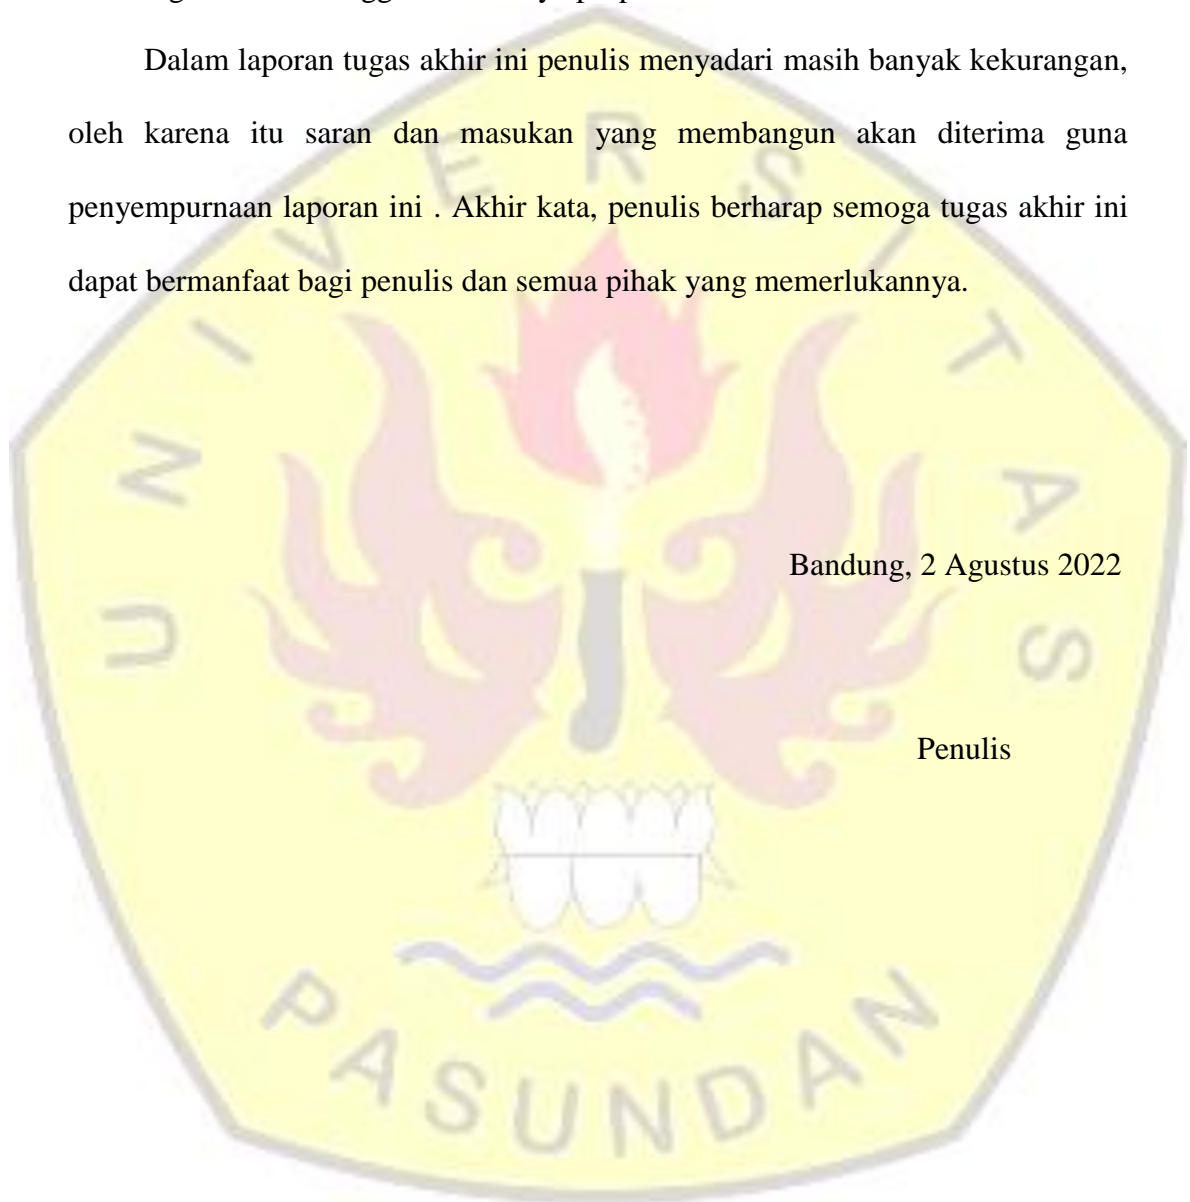 Dalam laporan tugas akhir ini penulis menyadari masih banyak kekurangan,
oleh karena itu saran dan masukan yang membangun akan diterima guna
penyempurnaan laporan ini . Akhir kata, penulis berharap semoga tugas akhir ini
dapat bermanfaat bagi penulis dan semua pihak yang memerlukannya.
Bandung, 2 Agustus 2022
Penulis
UNIVERSITAS
PASUNDAN